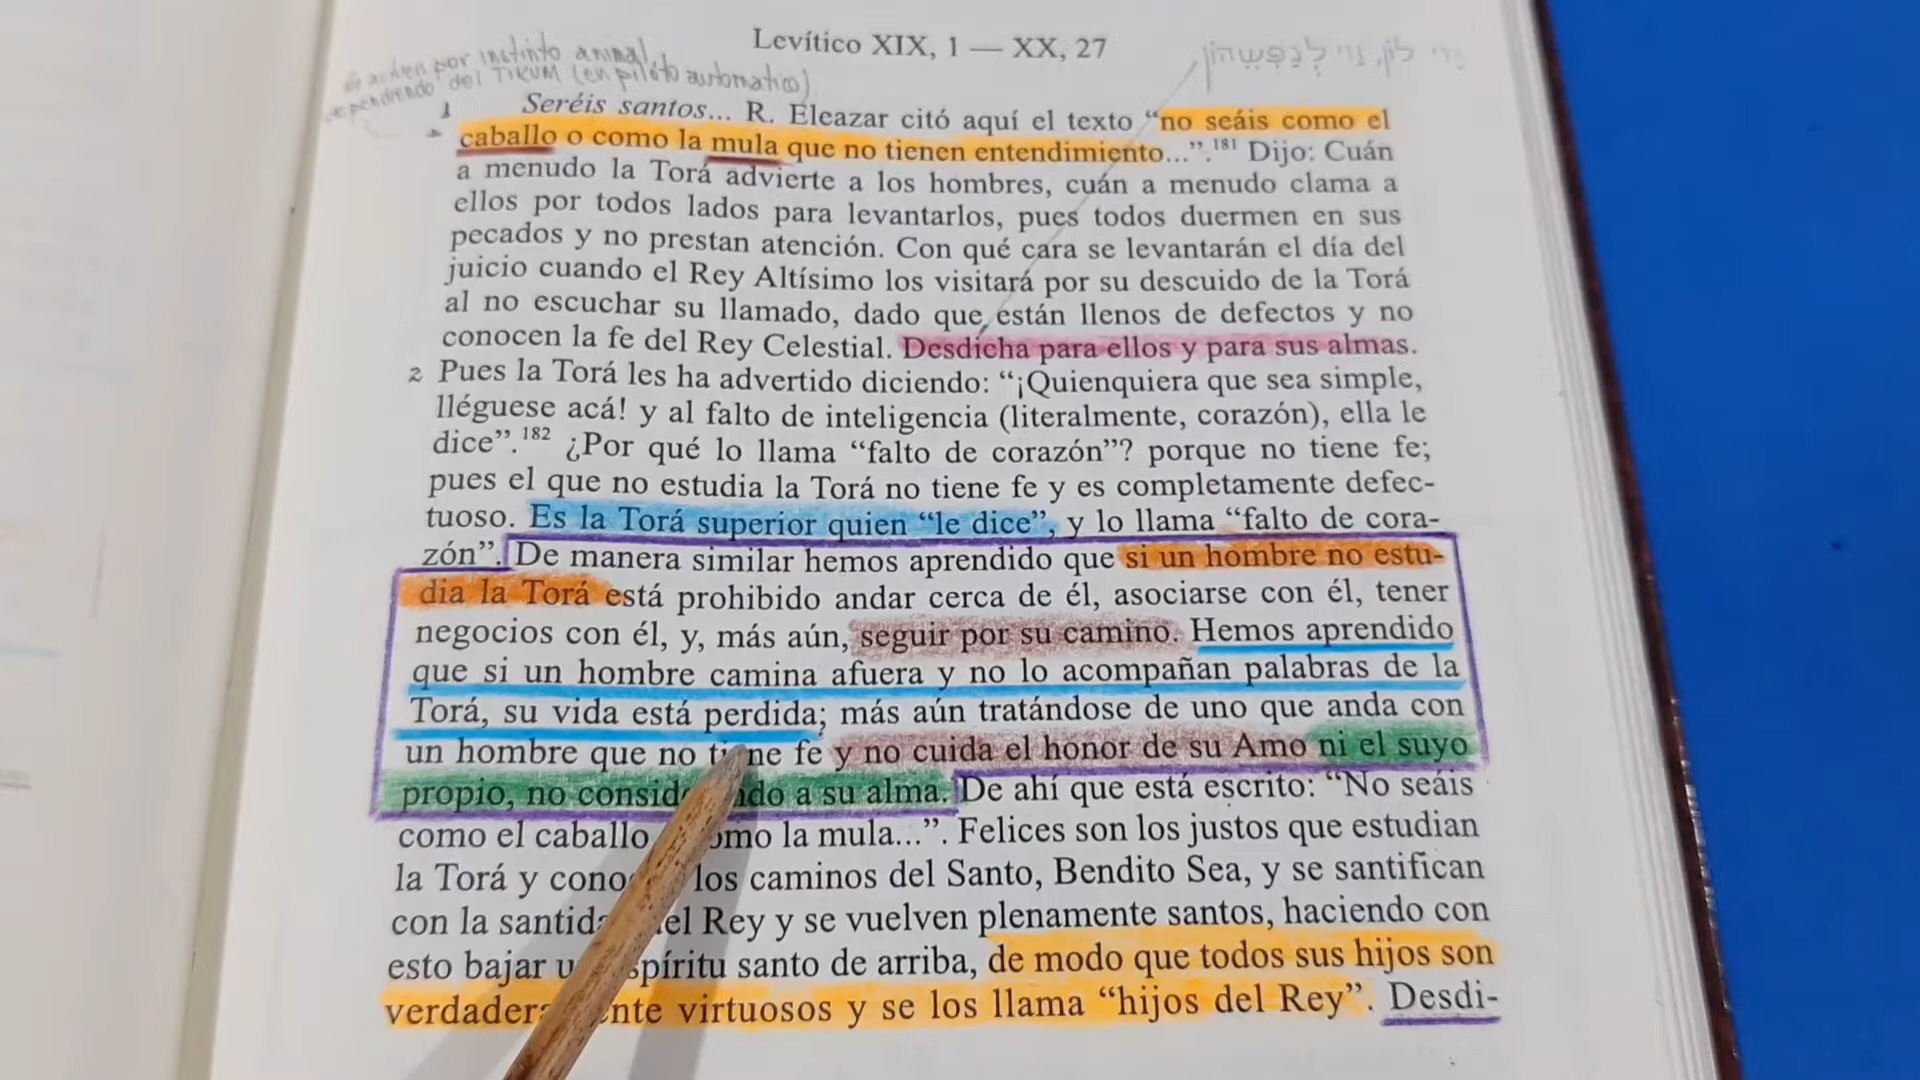 Levítico XIX, 1 — XX, 27
por instinto animal,
del TIKUM (en piloto automatico)
1 Seréis santos... R. Eleazar citó aquí el texto “no seáis como el
caballo o como la mula que no tienen entendimiento...”.181 Dijo: Cuán
a menudo la Torá advierte a los hombres, cuán a menudo clama a
ellos por todos lados para levantarlos, pues todos duermen en sus
pecados y no prestan atención. Con qué cara se levantarán el día del
juicio cuando el Rey Altísimo los visitará por su descuido de la Torá
al no escuchar su llamado, dado que están llenos de defectos y no
conocen la fe del Rey Celestial. Desdicha para ellos y para sus almas.
2 Pues la Torá les ha advertido diciendo: “¡Quienquiera que sea simple,
lléguese acá! y al falto de inteligencia (literalmente, corazón), ella le
dice”.182 ¿Por qué lo llama “falto de corazón”? porque no tiene fe;
pues el que no estudia la Torá no tiene fe y es completamente defec-
tuoso. Es la Torá superior quien “le dice”, y lo llama “falto de cora-
zón”. De manera similar hemos aprendido que si un hombre no estu-
dia la Torá está prohibido andar cerca de él, asociarse con él, tener
negocios con él, y, más aún, seguir por su camino. Hemos aprendido
que si un hombre camina afuera y no lo acompañan palabras de la
Torá, su vida está perdida; más aún tratándose de uno que anda con
un hombre que no tiene fe y no cuida el honor de su Amo ni el suyo
propio, no considerando a su alma. De ahí que está escrito: “No seáis
como el caballo como la mula...”. Felices son los justos que estudian
la Torá y los caminos del Santo, Bendito Sea, y se santifican
con la el Rey y se vuelven plenamente santos, haciendo con
esto bajar santo de arriba, de modo que todos sus hijos son
virtuosos y se los llama “hijos del Rey”. Desdi-